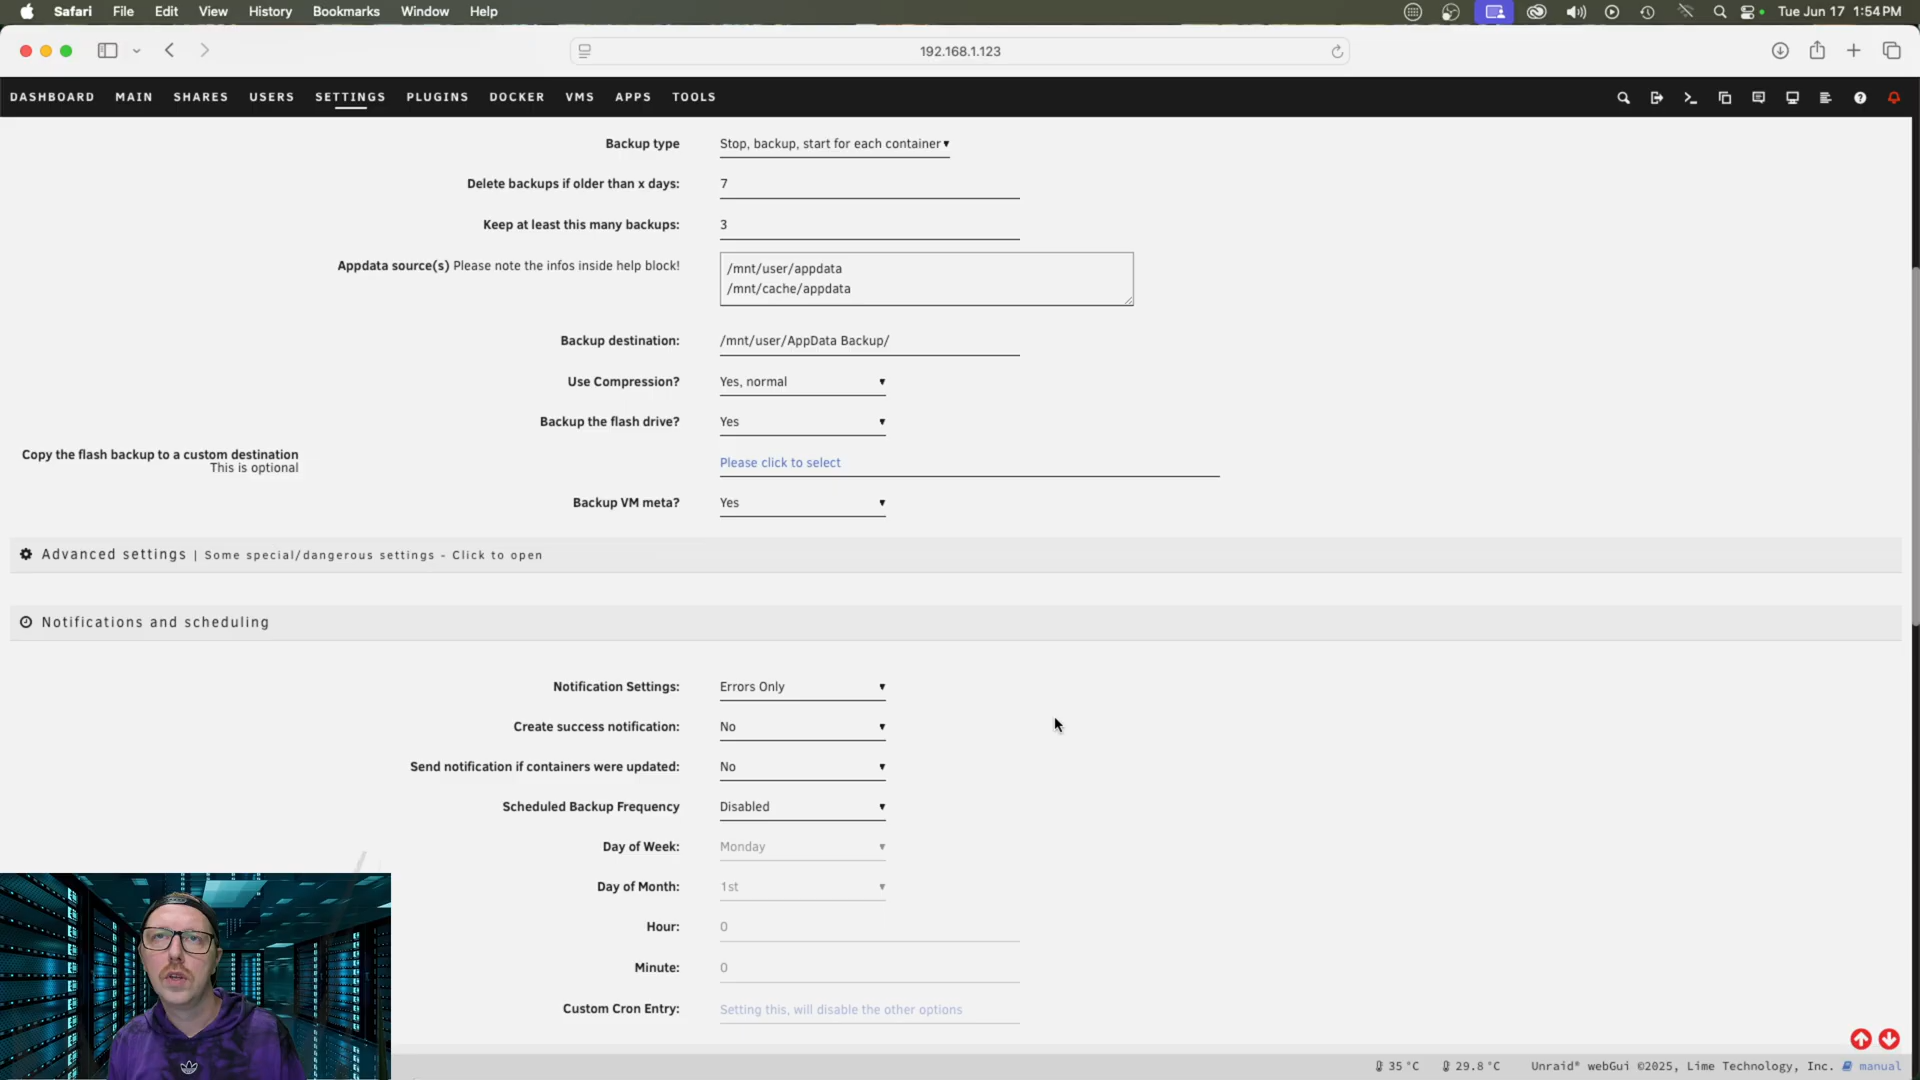 Safari File Edit View History Bookmarks Window Help Tue Jun 17 1:54 PM
192.168.1.123
DASHBOARD MAIN SHARES USERS SETTINGS PLUGINS DOCKER VMS APPS TOOLS
Backup type Stop, backup, start for each container
Delete backups if older than x days: 7
Keep at least this many backups: 3
Appdata source(s) Please note the infos inside help block! /mnt/user/appdata
/mnt/cache/appdata
Backup destination: /mnt/user/AppData Backup/
Use Compression? Yes, normal
Backup the flash drive? Yes
Copy the flash backup to a custom destination
This is optional
Please click to select
Backup VM meta? Yes
Advanced settings | Some special/dangerous settings - Click to open
Notifications and scheduling
Notification Settings: Errors Only
Create success notification: No
Send notification if containers were updated: No
Scheduled Backup Frequency Disabled
Day of Week: Monday
Day of Month: 1st
Hour: 0
Minute: 0
Custom Cron Entry: Setting this, will disable the other options
35 °C 29.8 °C Unraid® webGui ©2025, Lime Technology, Inc. manual